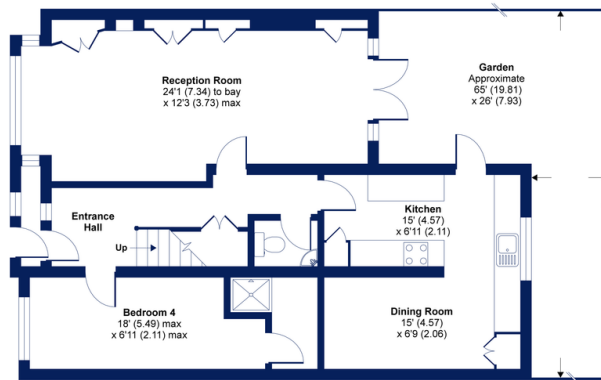 Reception Room
24'1 (7.34) to bay
x 12'3 (3.73) max
Garden
Approximate
65' (19.81)
x 26' (7.93)
Entrance
Hall
Up
Kitchen
15' (4.57)
x 6'11 (2.11)
Bedroom 4
18' (5.49) max
x 6'11 (2.11) max
Dining Room
15' (4.57)
x 6'9 (2.06)